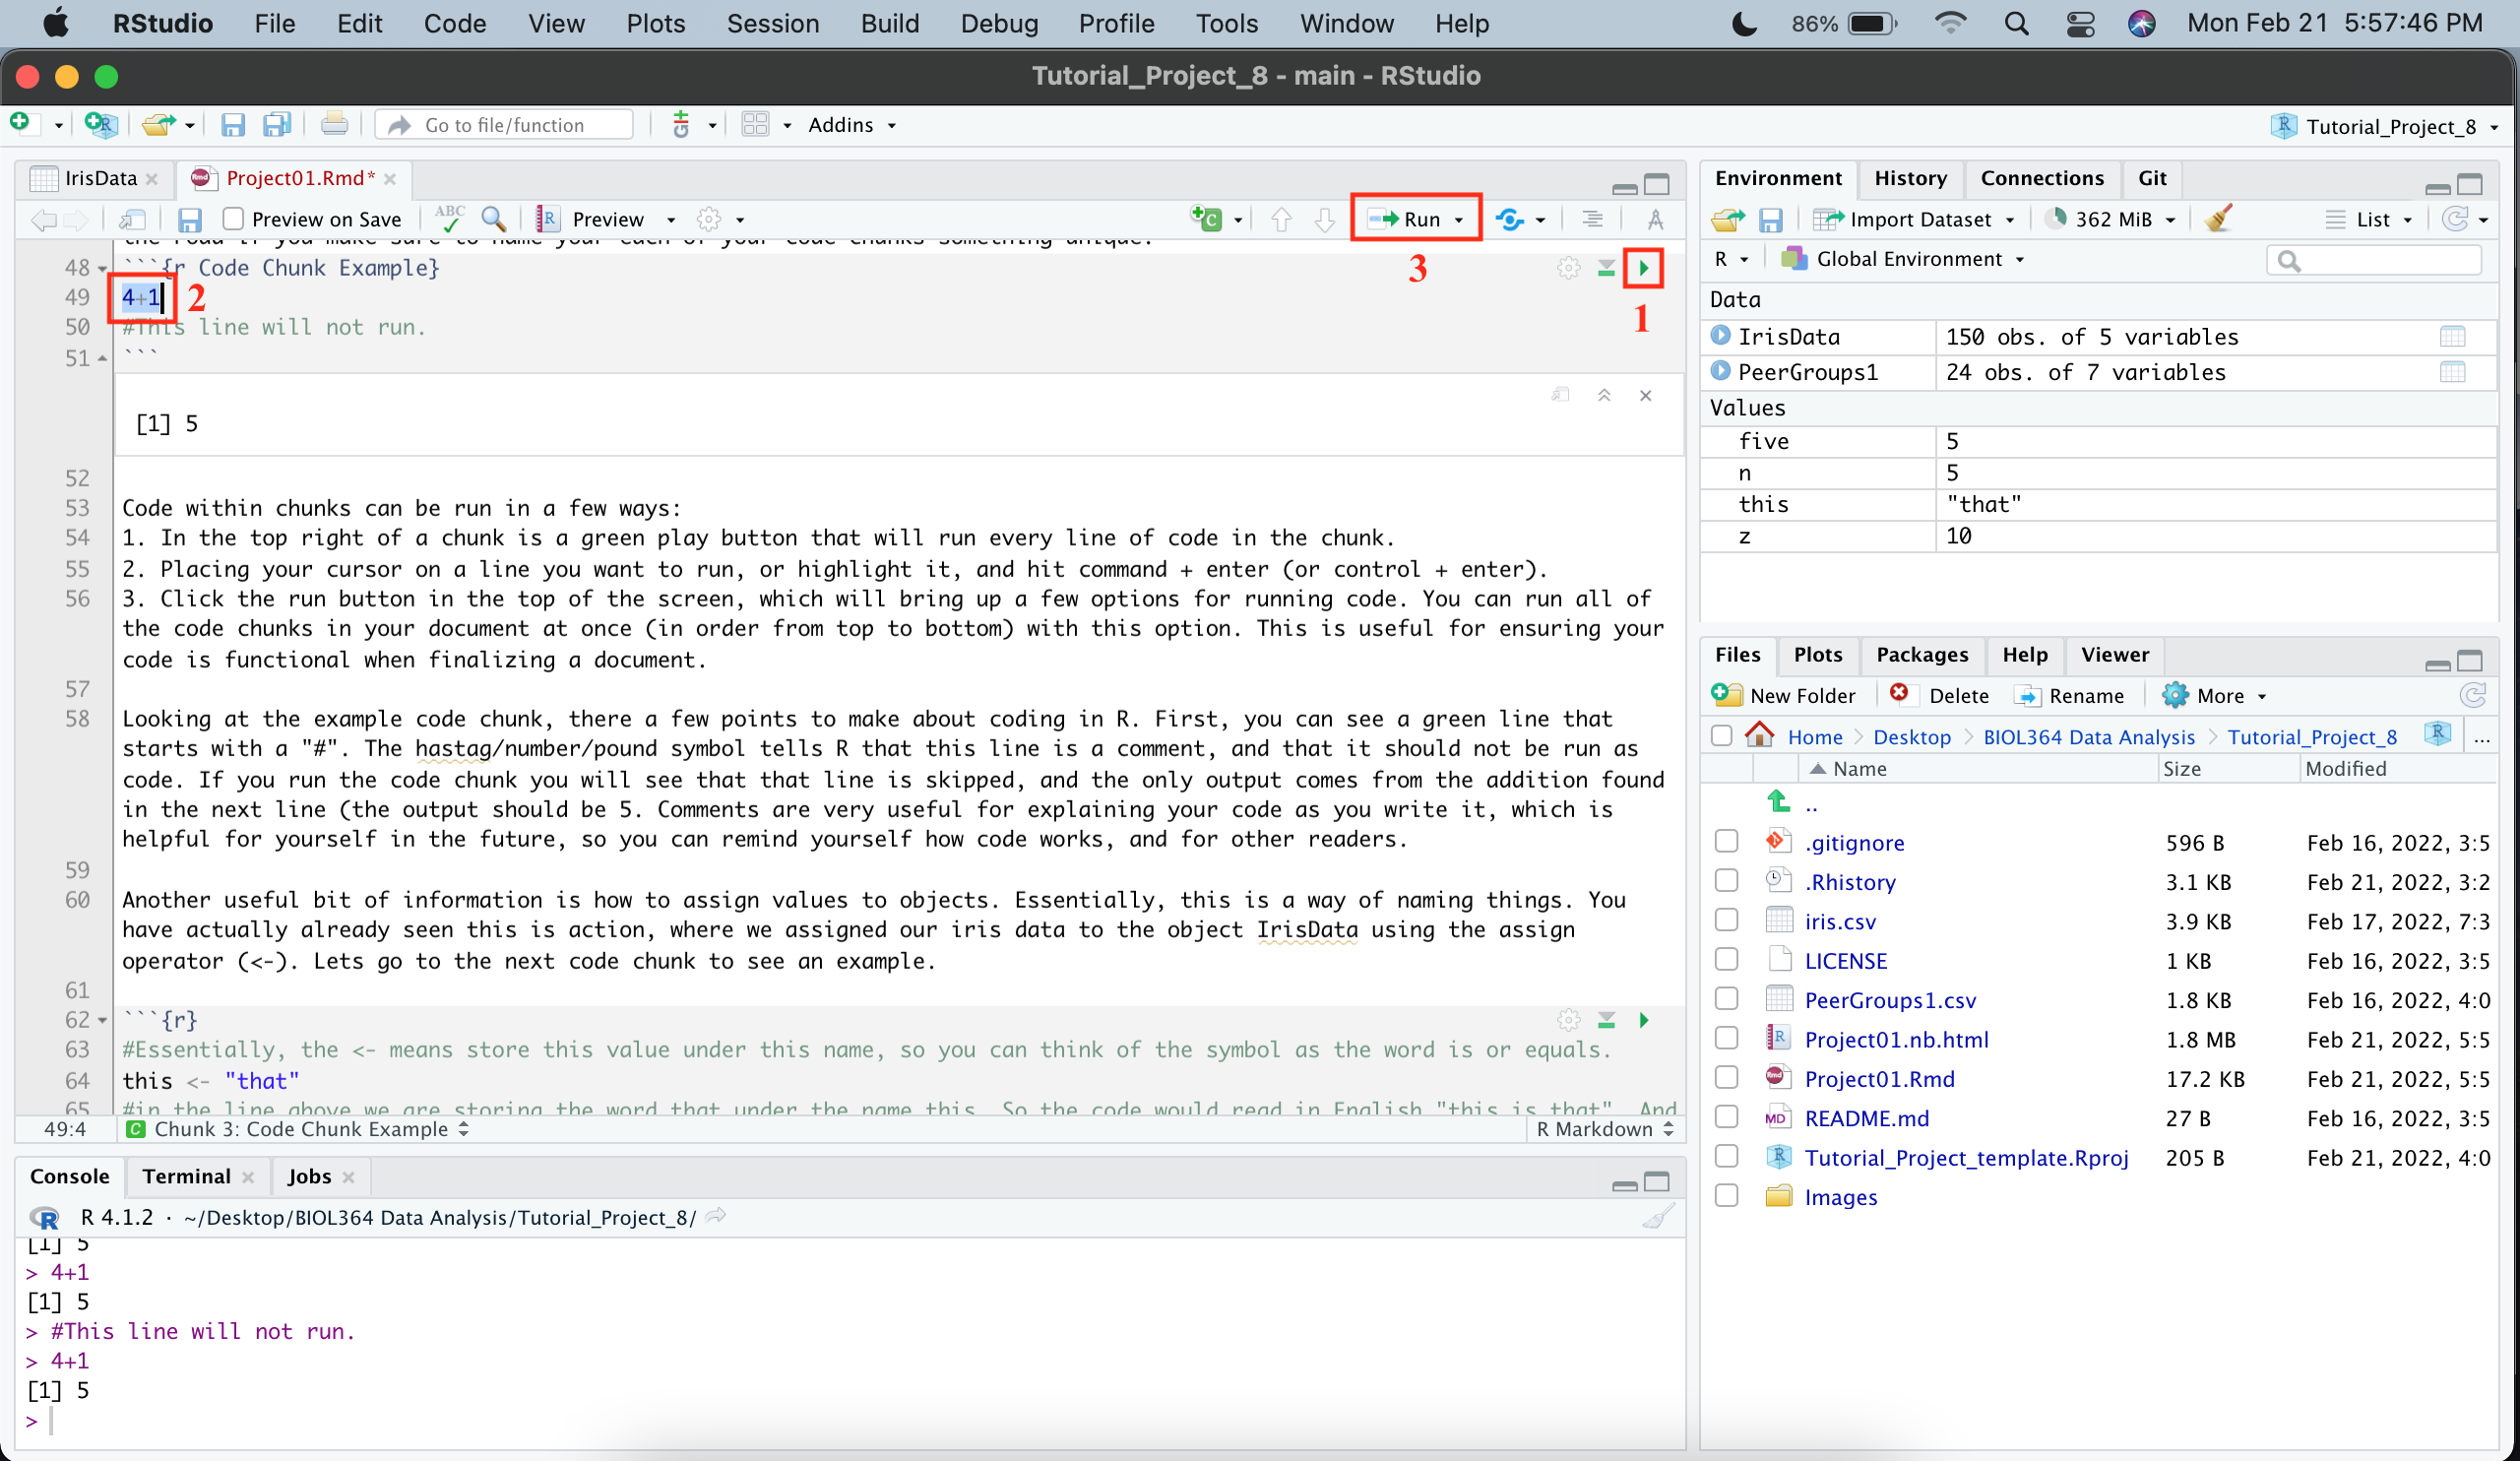 RStudio File Edit Code View Plots Session Build Debug Profile Tools Window Help 86% Mon Feb 21 5:57:46 PM
Tutorial_Project_8 - main - RStudio
Go to file/function Addins Tutorial_Project_8
IrisData Project01.Rmd*
Preview on Save ABC Preview Run
the road if you make sure to name your each of your code chunks something unique.
48 ```{r Code Chunk Example}
3
49 4+1 2
1
50 #This line will not run.
51 ```
[1] 5
52
53 Code within chunks can be run in a few ways:
54 1. In the top right of a chunk is a green play button that will run every line of code in the chunk.
55 2. Placing your cursor on a line you want to run, or highlight it, and hit command + enter (or control + enter).
56 3. Click the run button in the top of the screen, which will bring up a few options for running code. You can run all of
the code chunks in your document at once (in order from top to bottom) with this option. This is useful for ensuring your
code is functional when finalizing a document.
57
58 Looking at the example code chunk, there a few points to make about coding in R. First, you can see a green line that
starts with a "#". The hastag/number/pound symbol tells R that this line is a comment, and that it should not be run as
code. If you run the code chunk you will see that that line is skipped, and the only output comes from the addition found
in the next line (the output should be 5. Comments are very useful for explaining your code as you write it, which is
helpful for yourself in the future, so you can remind yourself how code works, and for other readers.
59
60 Another useful bit of information is how to assign values to objects. Essentially, this is a way of naming things. You
have actually already seen this is action, where we assigned our iris data to the object IrisData using the assign
operator (<-). Lets go to the next code chunk to see an example.
61
62 ```{r}
63 #Essentially, the <- means store this value under this name, so you can think of the symbol as the word is or equals.
64 this <- "that"
65 #in the line above we are storing the word that under the name this. So the code would read in English "this is that". And
49:4 Chunk 3: Code Chunk Example R Markdown
Console Terminal Jobs
R 4.1.2 · ~/Desktop/BIOL364 Data Analysis/Tutorial_Project_8/
[1] 5
> 4+1
[1] 5
> #This line will not run.
> 4+1
[1] 5
>
Environment History Connections Git
Import Dataset 362 MiB List
R Global Environment
Data
IrisData 150 obs. of 5 variables
PeerGroups1 24 obs. of 7 variables
Values
five 5
n 5
this "that"
z 10
Files Plots Packages Help Viewer
New Folder Delete Rename More
Home Desktop BIOL364 Data Analysis Tutorial_Project_8 ...
Name Size Modified
..
.gitignore 596 B Feb 16, 2022, 3:5
.Rhistory 3.1 KB Feb 21, 2022, 3:2
iris.csv 3.9 KB Feb 17, 2022, 7:3
LICENSE 1 KB Feb 16, 2022, 3:5
PeerGroups1.csv 1.8 KB Feb 16, 2022, 4:0
Project01.nb.html 1.8 MB Feb 21, 2022, 5:5
Project01.Rmd 17.2 KB Feb 21, 2022, 5:5
README.md 27 B Feb 16, 2022, 3:5
Tutorial_Project_template.Rproj 205 B Feb 21, 2022, 4:0
Images